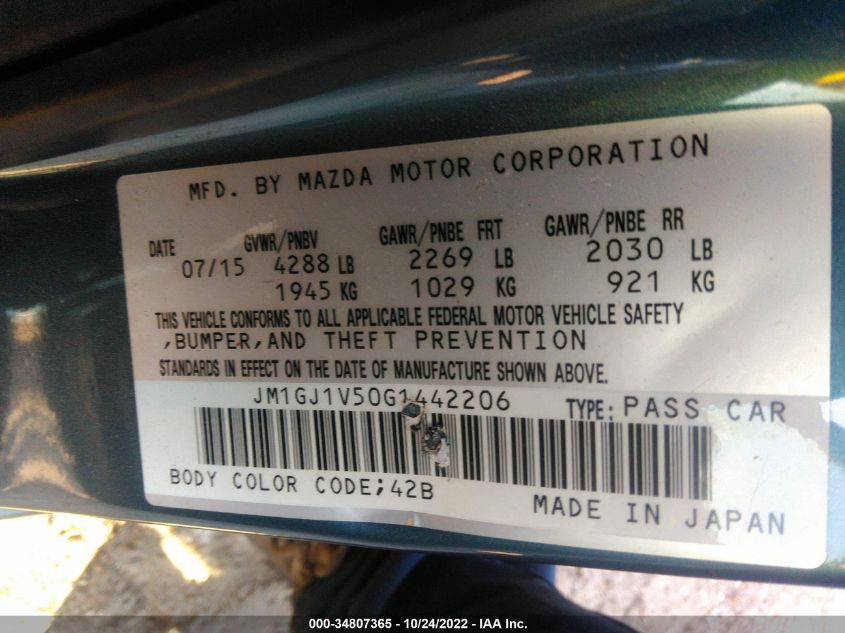 MFD. BY MAZDA MOTOR CORPORATION
DATE GVWR/PNBV GAWR/PNBE FRT GAWR/PNBE RR
07/15 4288 LB 2269 LB 2030 LB
1945 KG 1029 KG 921 KG
THIS VEHICLE CONFORMS TO ALL APPLICABLE FEDERAL MOTOR VEHICLE SAFETY
,BUMPER,AND THEFT PREVENTION
STANDARDS IN EFFECT ON THE DATE OF MANUFACTURE SHOWN ABOVE.
JM1GJ1V50G1442206 TYPE: PASS CAR
BODY COLOR CODE;42B MADE IN JAPAN
000-34807365 - 10/24/2022 - IAA Inc.